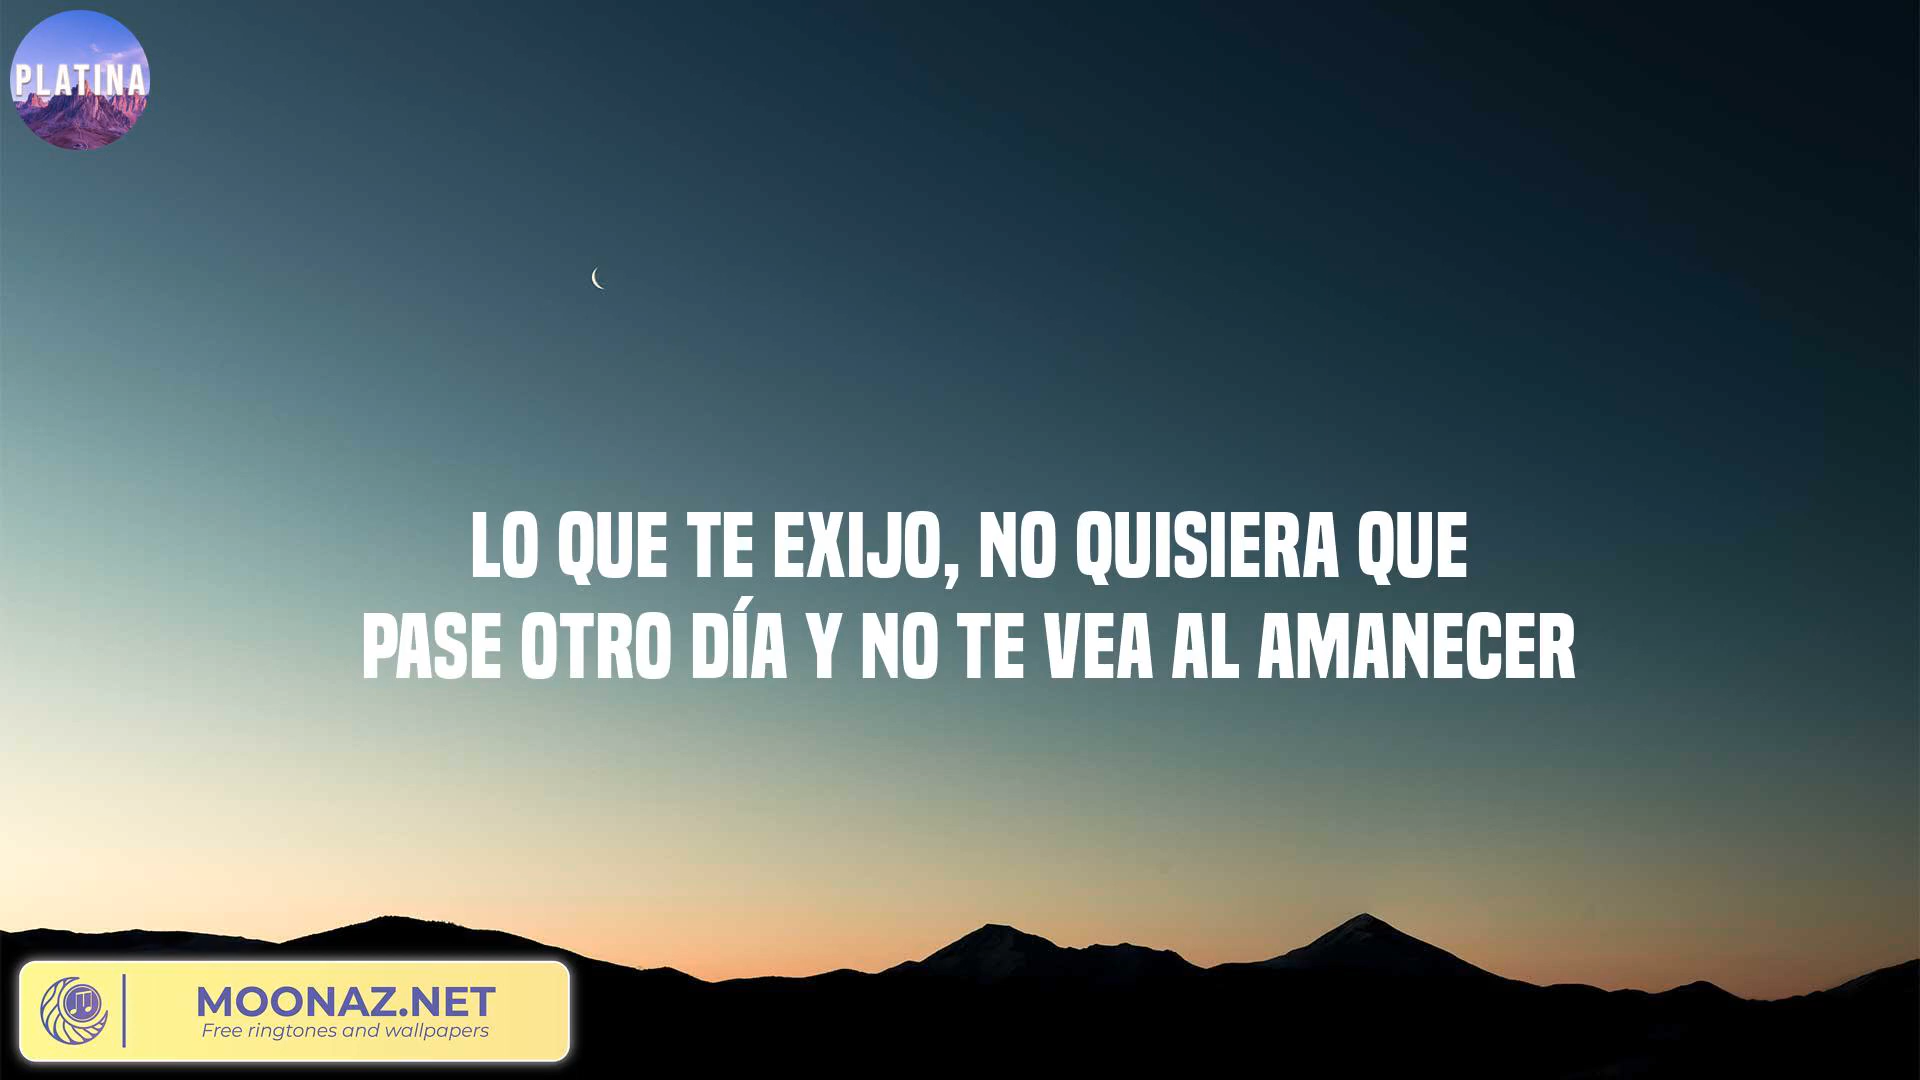 PLATINA
LO QUE TE EXIJO, NO QUISIERA QUE
PASE OTRO DÍA Y NO TE VEA AL AMANECER
MOONAZ.NET
Free ringtones and wallpapers